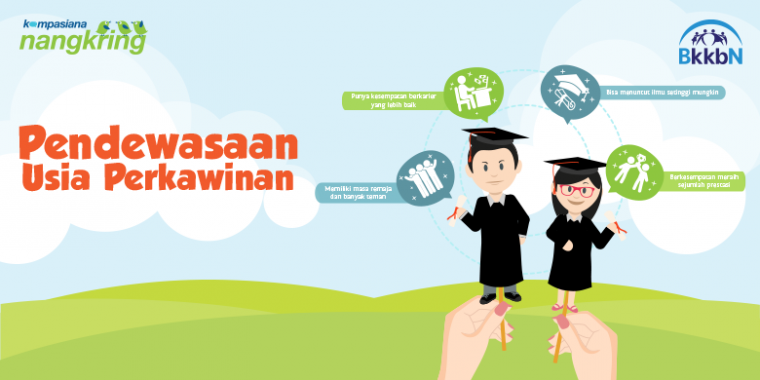 kompasiana
nangkring
BkkbN
Pendewasaan
Usia Perkawinan
Punya kesempatan berkarier
yang lebih baik
Bisa menuntut ilmu setinggi mungkin
Memiliki masa remaja
dan banyak teman
Berkesempatan meraih
sejumlah prestasi